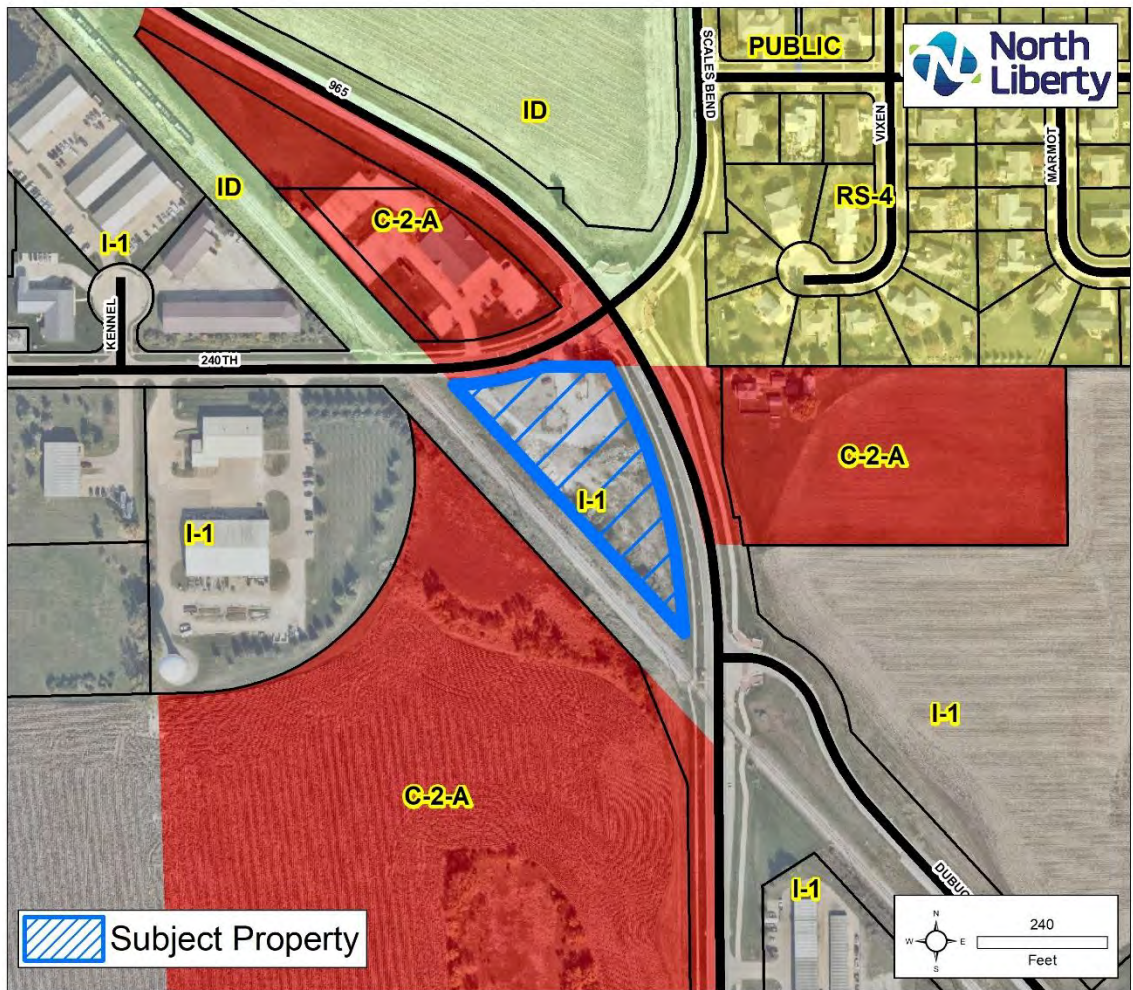 PUBLIC
North
Liberty
SCALES BEND
965
ID
VIXEN
MARMOT
ID
RS-4
C-2-A
I-1
KENNEL
240TH
C-2-A
I-1
I-1
I-1
C-2-A
DUBUQ
I-1
Subject Property
N
W
E
S
240
Feet